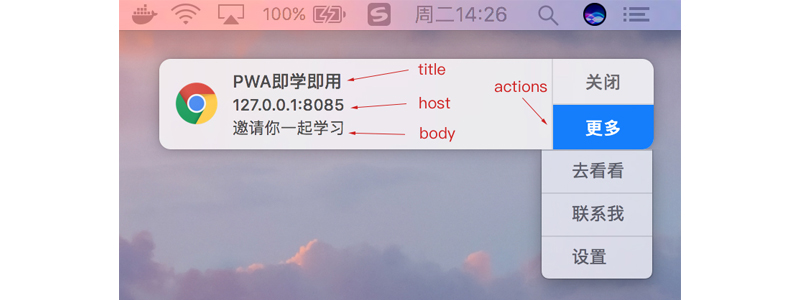 100% S 周二14:26
PWA即学即用
title
127.0.0.1:8085
host
邀请你一起学习
body
actions
关闭
更多
去看看
联系我
设置